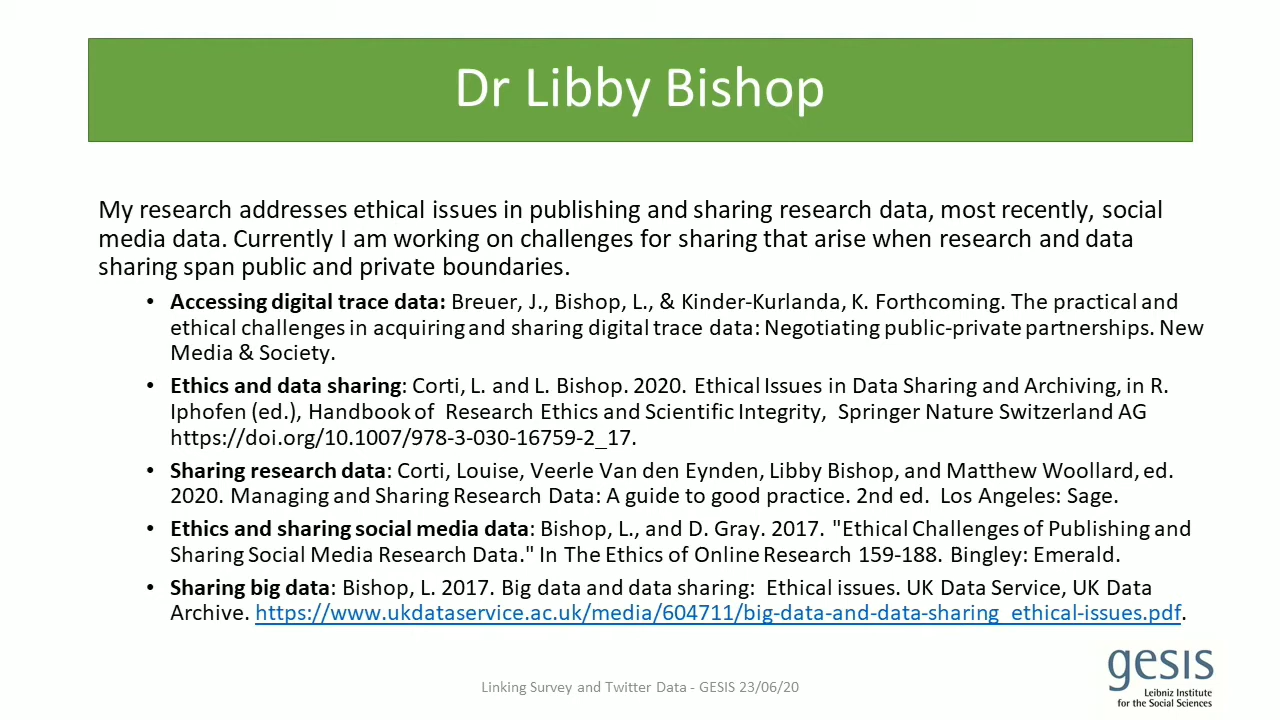 Dr Libby Bishop
My research addresses ethical issues in publishing and sharing research data, most recently, social
media data. Currently I am working on challenges for sharing that arise when research and data
sharing span public and private boundaries.
• Accessing digital trace data: Breuer, J., Bishop, L., & Kinder-Kurlanda, K. Forthcoming. The practical and
ethical challenges in acquiring and sharing digital trace data: Negotiating public-private partnerships. New
Media & Society.
• Ethics and data sharing: Corti, L. and L. Bishop. 2020. Ethical Issues in Data Sharing and Archiving, in R.
Iphofen (ed.), Handbook of Research Ethics and Scientific Integrity, Springer Nature Switzerland AG
https://doi.org/10.1007/978-3-030-16759-2_17.
• Sharing research data: Corti, Louise, Veerle Van den Eynden, Libby Bishop, and Matthew Woollard, ed.
2020. Managing and Sharing Research Data: A guide to good practice. 2nd ed. Los Angeles: Sage.
• Ethics and sharing social media data: Bishop, L., and D. Gray. 2017. "Ethical Challenges of Publishing and
Sharing Social Media Research Data." In The Ethics of Online Research 159-188. Bingley: Emerald.
• Sharing big data: Bishop, L. 2017. Big data and data sharing: Ethical issues. UK Data Service, UK Data
Archive. https://www.ukdataservice.ac.uk/media/604711/big-data-and-data-sharing_ethical-issues.pdf.
Linking Survey and Twitter Data - GESIS 23/06/20
gesis
Leibniz Institute
for the Social Sciences